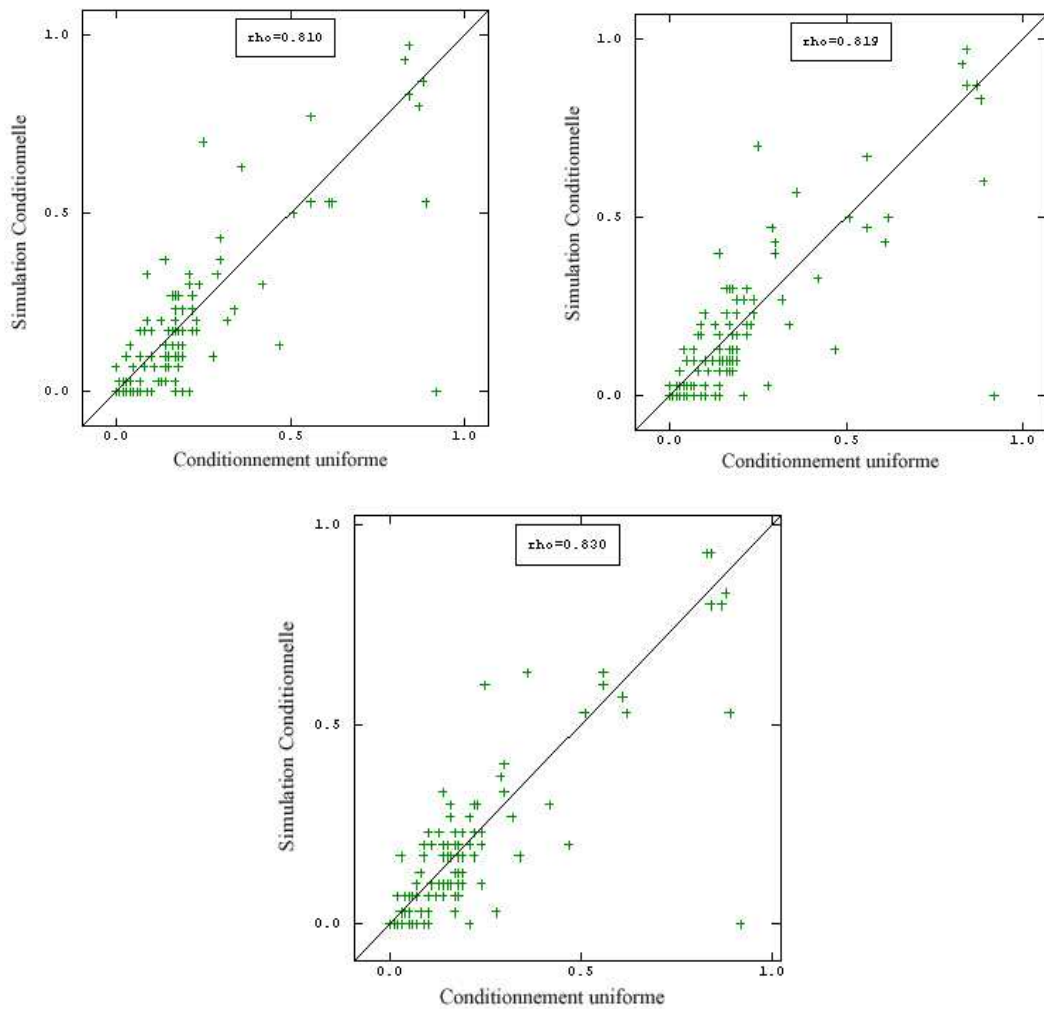 1.0
rho=0.810
Simulation Conditionnelle
0.5
0.0
0.0 0.5 1.0
Conditionnement uniforme
1.0
rho=0.819
Simulation Conditionnelle
0.5
0.0
0.0 0.5 1.0
Conditionnement uniforme
1.0
rho=0.830
Simulation Conditionnelle
0.5
0.0
0.0 0.5 1.0
Conditionnement uniforme